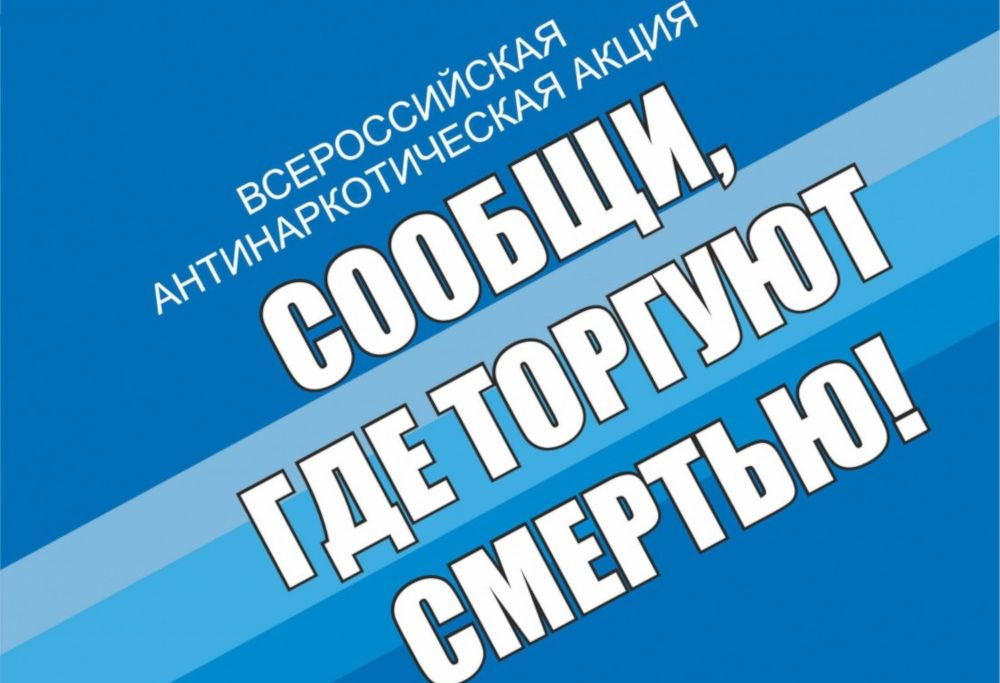 ВСЕРОССИЙСКАЯ
АНТИНАРКОТИЧЕСКАЯ АКЦИЯ
СООБЩИ,
ГДЕ ТОРГУЮТ
СМЕРТЬЮ!